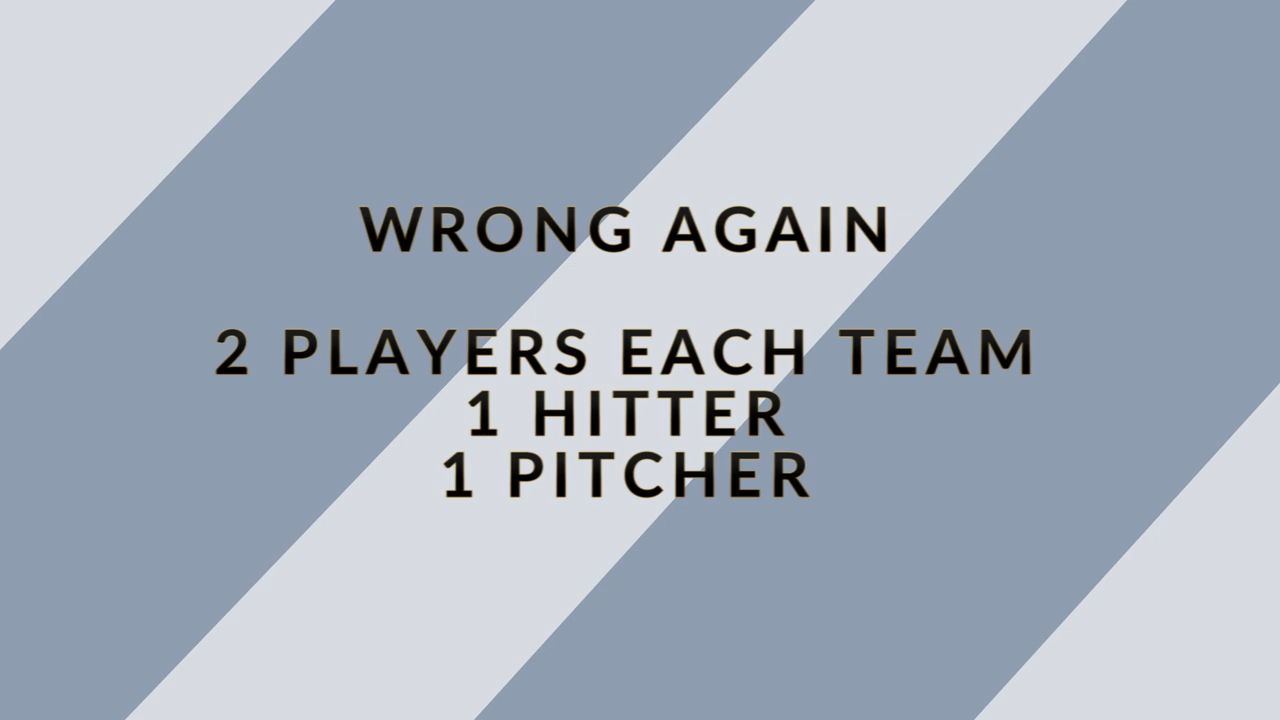 WRONG AGAIN
2 PLAYERS EACH TEAM
1 HITTER
1 PITCHER